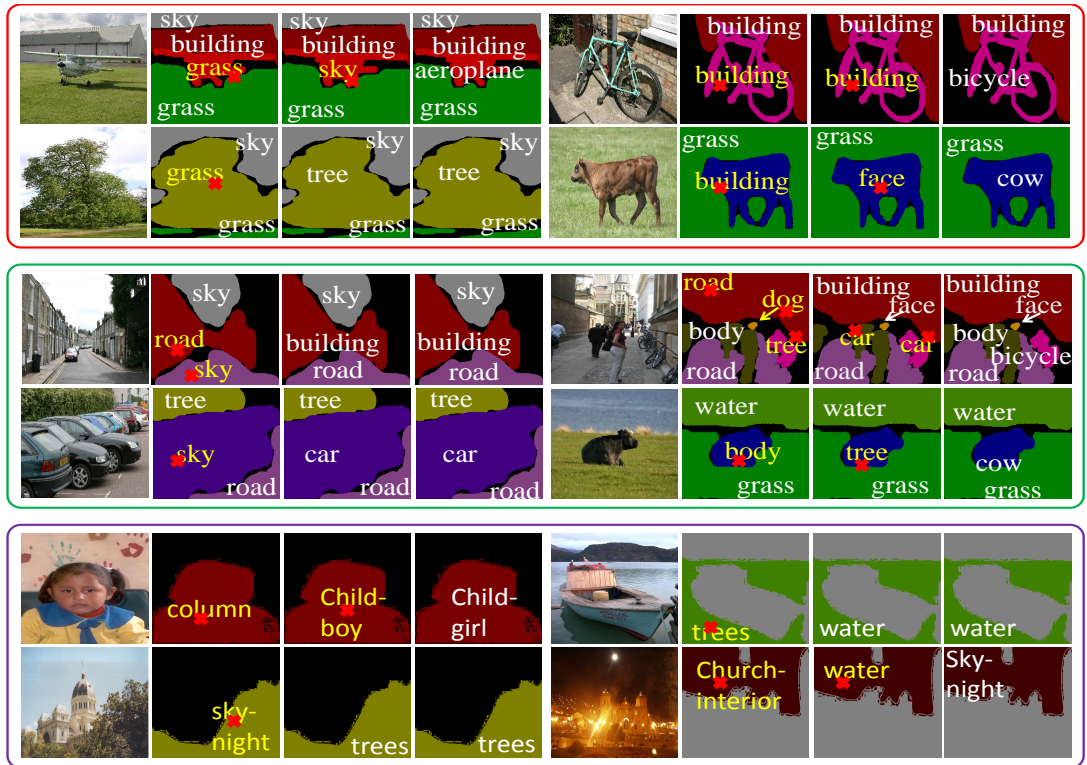 sky
building
grass
grass
sky
building
sky
grass
sky
building
aeroplane
grass
building
building
building
building
building
bicycle
sky
grass
grass
sky
tree
grass
sky
tree
grass
grass
building
grass
face
grass
cow
sky
road
sky
sky
building
road
sky
building
road
road
dog
body
tree
road
building
face
car
car
road
building
face
body
bicycle
road
tree
sky
road
tree
car
road
tree
car
road
water
body
grass
water
tree
grass
water
cow
grass
column
Child-
boy
Child-
girl
trees
water
water
sky-
night
trees
trees
Church-
interior
water
Sky-
night